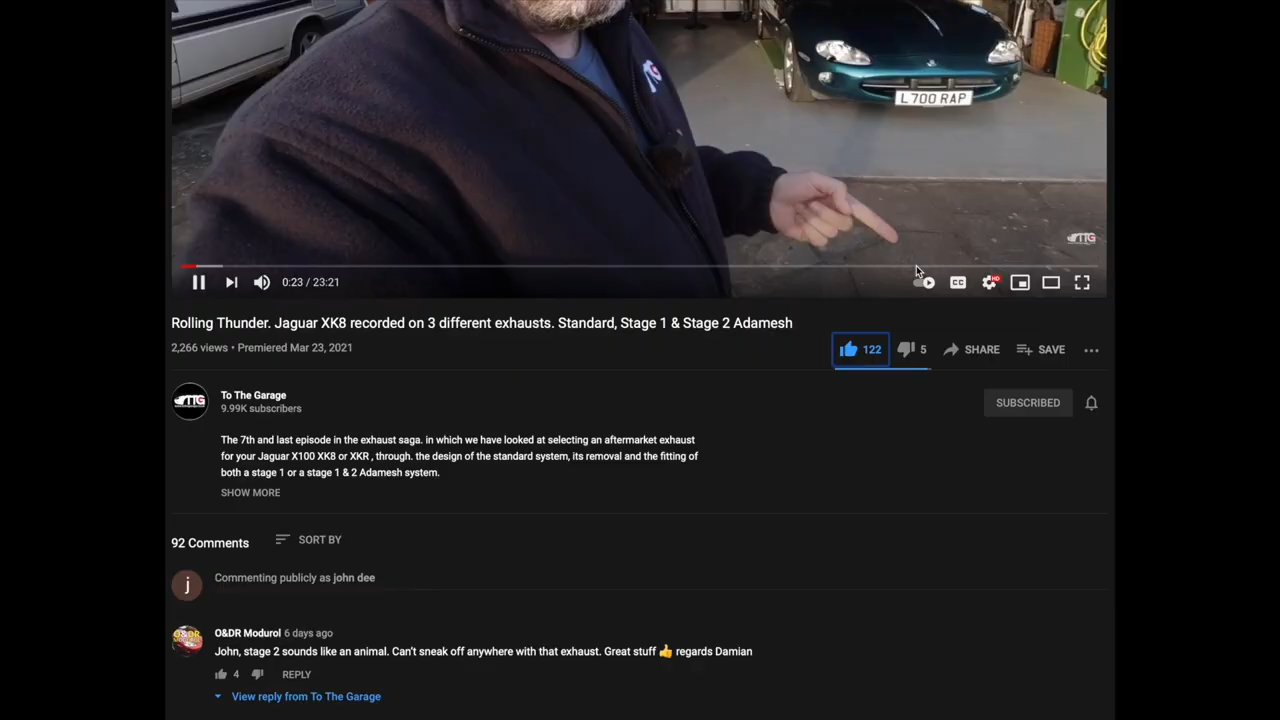 L700 RAP
TTG
CC
HD
0:23 / 23:21
Rolling Thunder. Jaguar XK8 recorded on 3 different exhausts. Standard, Stage 1 & Stage 2 Adamesh
2,266 views • Premiered Mar 23, 2021
122
5
SHARE
SAVE
TTG
To The Garage
9.99K subscribers
SUBSCRIBED
The 7th and last episode in the exhaust saga. in which we have looked at selecting an aftermarket exhaust
for your Jaguar X100 XK8 or XKR , through. the design of the standard system, its removal and the fitting of
both a stage 1 or a stage 1 & 2 Adamesh system.
SHOW MORE
92 Comments
SORT BY
j
Commenting publicly as john dee
O&DR
O&DR Modurol 6 days ago
John, stage 2 sounds like an animal. Can't sneak off anywhere with that exhaust. Great stuff 👍 regards Damian
4
REPLY
View reply from To The Garage